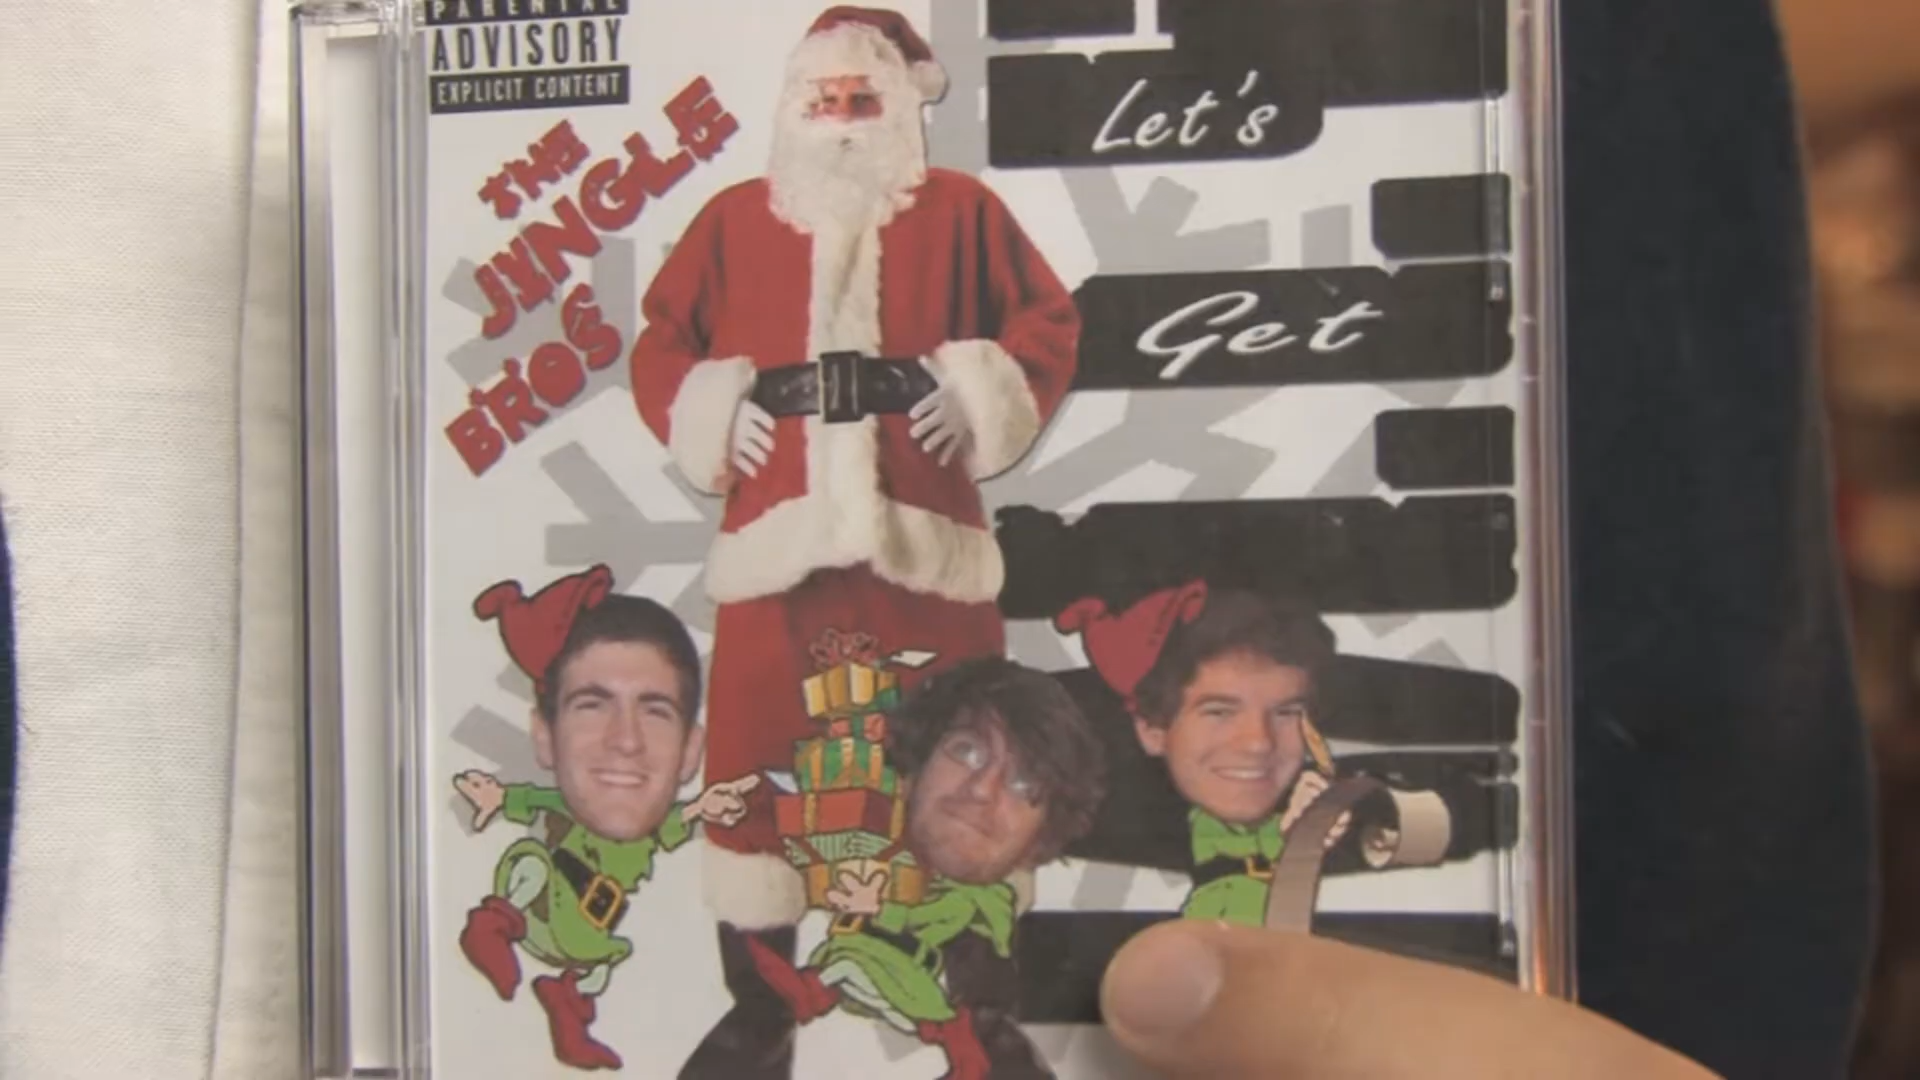 PARENTAL
ADVISORY
EXPLICIT CONTENT
THE
JINGLE
BROS
Let's
Get